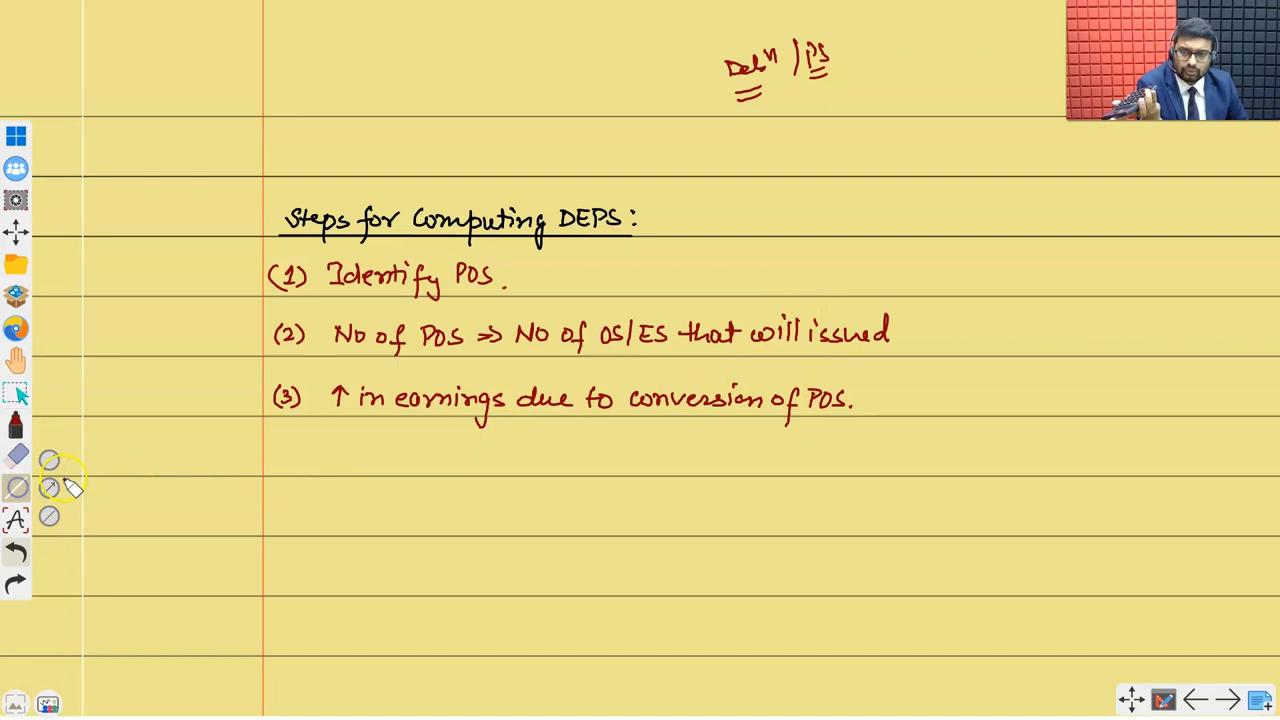 Debⁿ / PS
Steps for Computing DEPS:
(1) Identify POS.
(2) No of POS ⇒ No of OS/ES that will issued
(3) ↑ in earnings due to conversion of POS.